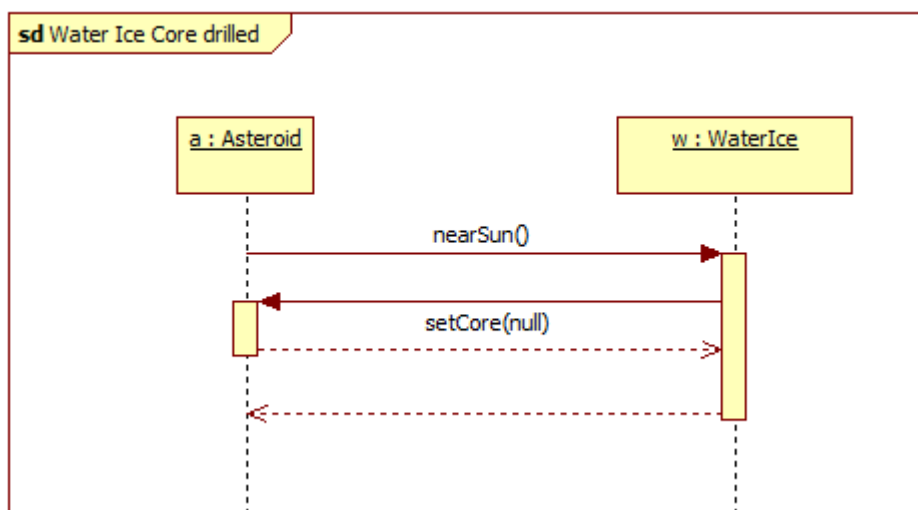 sd Water Ice Core drilled
a : Asteroid
w : WaterIce
nearSun()
setCore(null)